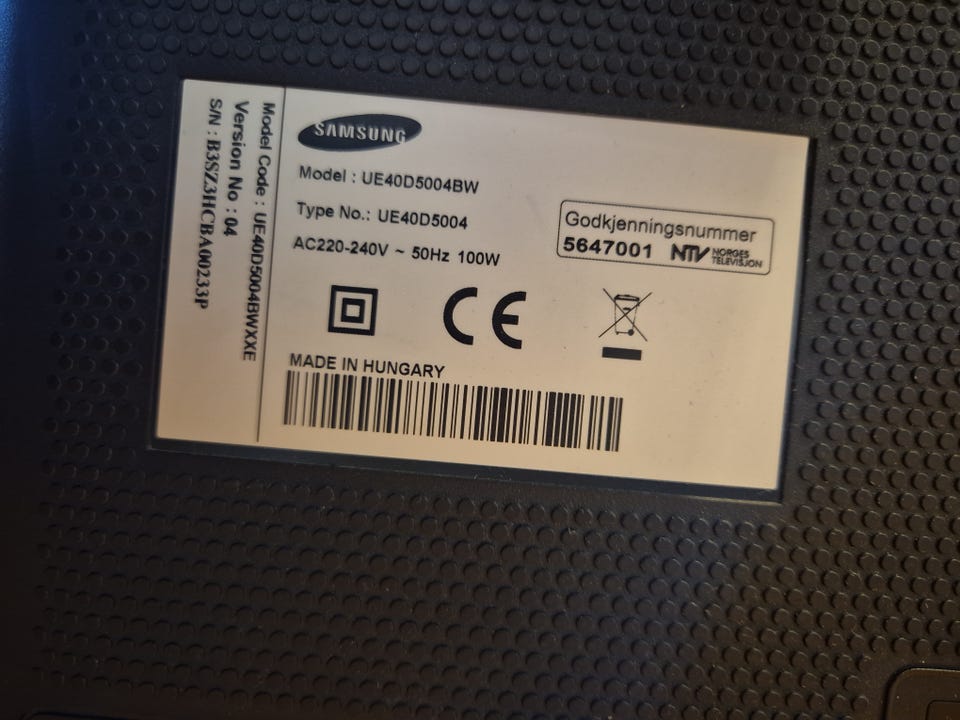 SAMSUNG
Model : UE40D5004BW
Type No.: UE40D5004
AC220-240V ~ 50Hz 100W
Godkjenningsnummer
5647001 NTV NORGES TELEVISJON
CE
MADE IN HUNGARY
Model Code : UE40D5004BWXXE
Version No : 04
S/N : B3SZ3HCBA00233P